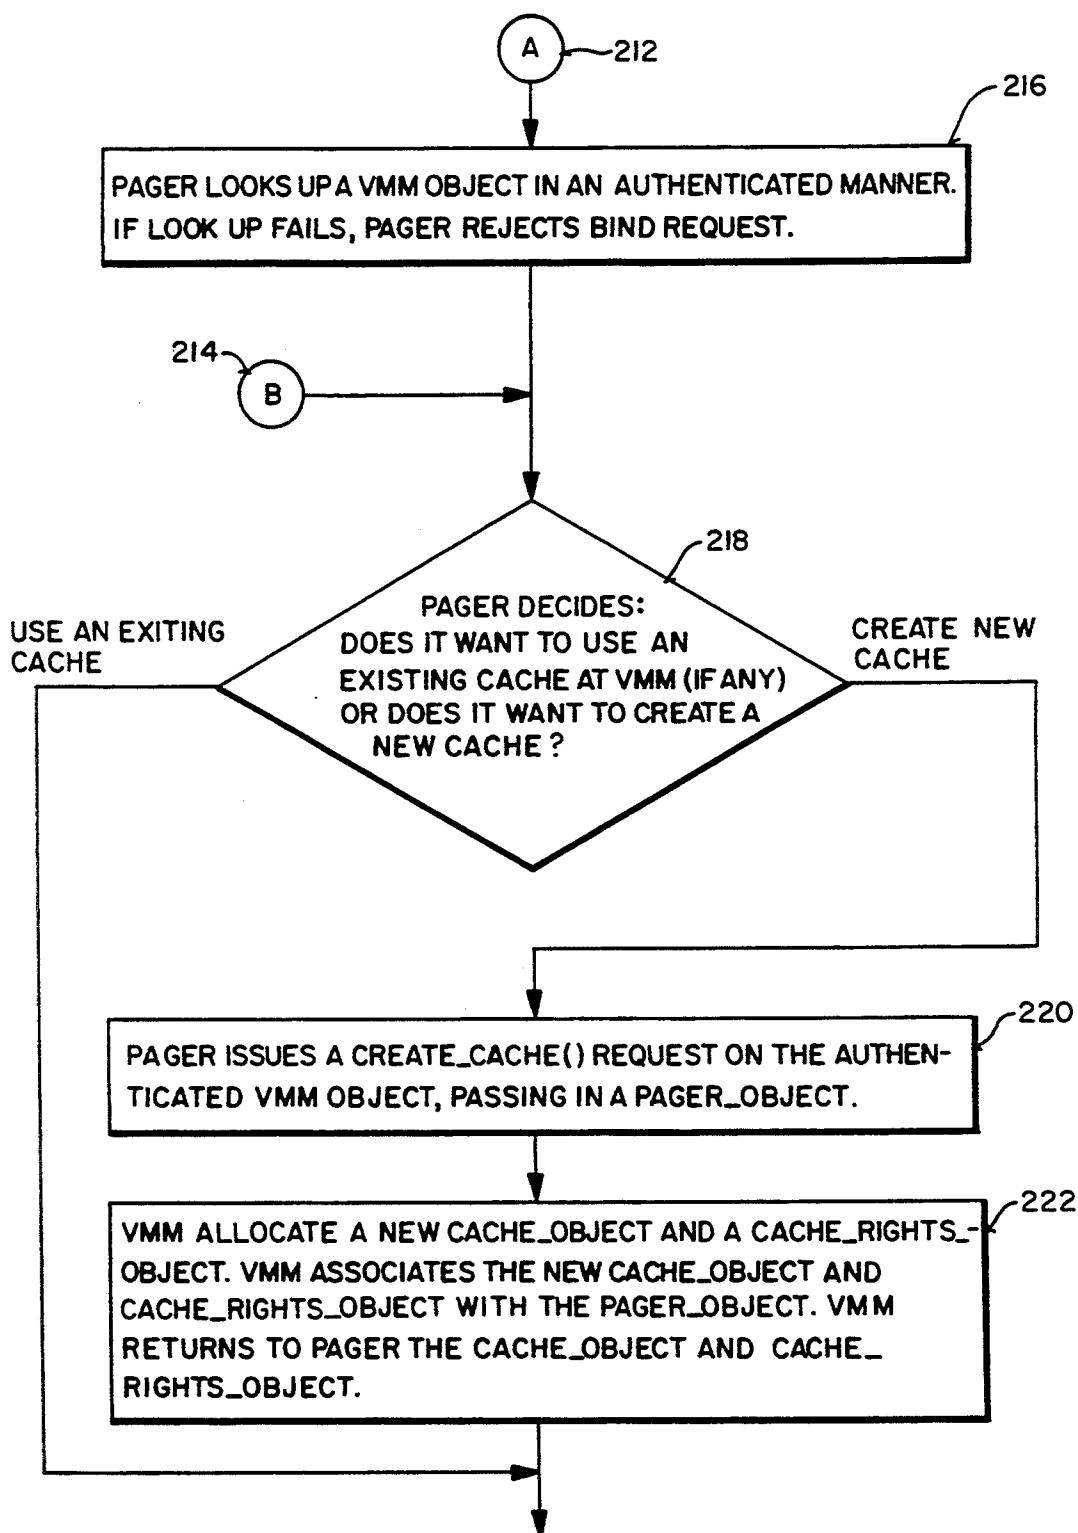 A
212
216
PAGER LOOKS UP A VMM OBJECT IN AN AUTHENTICATED MANNER.
IF LOOK UP FAILS, PAGER REJECTS BIND REQUEST.
214
B
218
PAGER DECIDES:
DOES IT WANT TO USE AN
EXISTING CACHE AT VMM (IF ANY)
OR DOES IT WANT TO CREATE A
NEW CACHE?
USE AN EXITING
CACHE
CREATE NEW
CACHE
220
PAGER ISSUES A CREATE_CACHE() REQUEST ON THE AUTHEN-
TICATED VMM OBJECT, PASSING IN A PAGER_OBJECT.
222
VMM ALLOCATE A NEW CACHE_OBJECT AND A CACHE_RIGHTS_-
OBJECT. VMM ASSOCIATES THE NEW CACHE_OBJECT AND
CACHE_RIGHTS_OBJECT WITH THE PAGER_OBJECT. VMM
RETURNS TO PAGER THE CACHE_OBJECT AND CACHE_
RIGHTS_OBJECT.